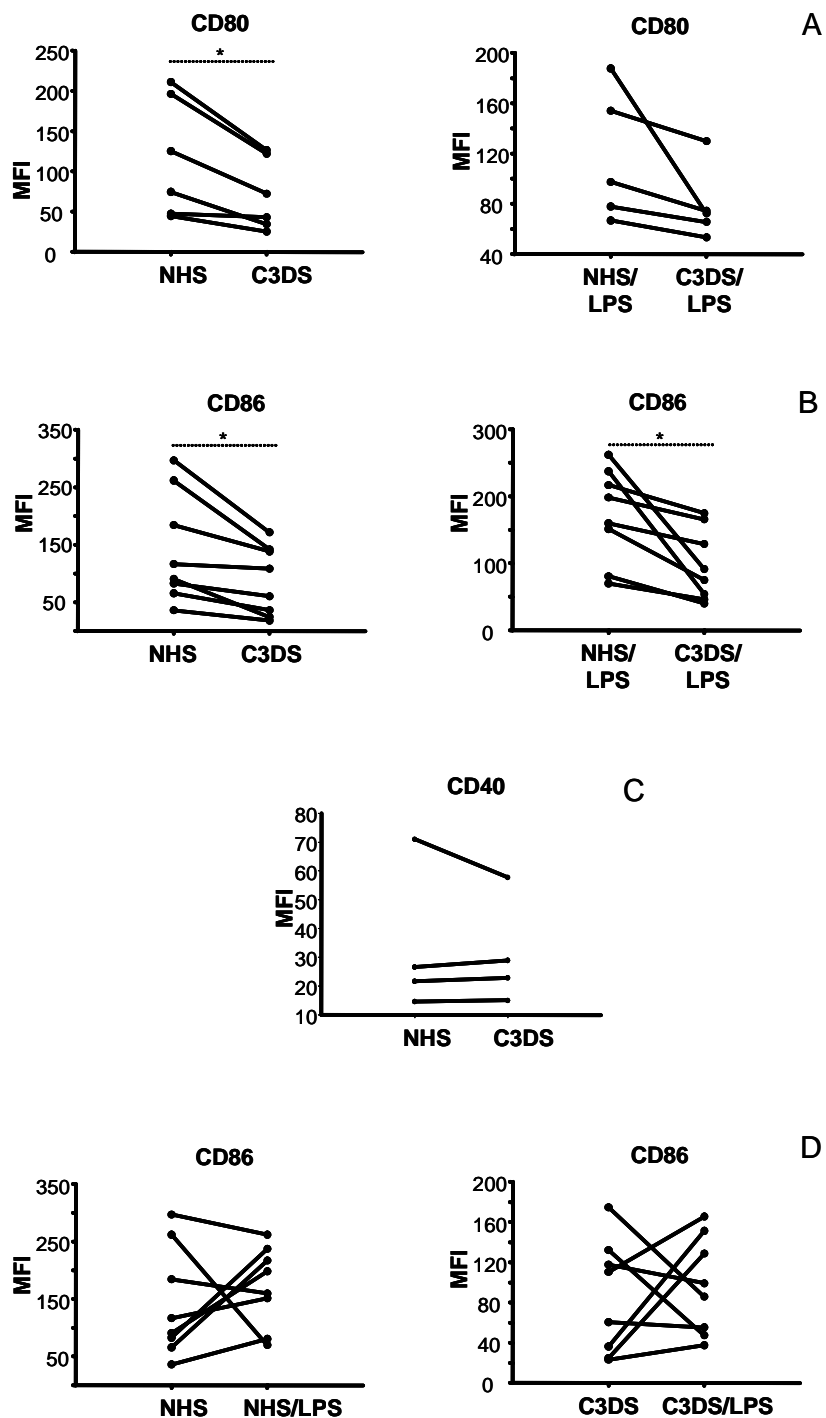 A
CD80
*
250
200
150
100
50
0
MFI
NHS C3DS
CD80
200
160
120
80
40
MFI
NHS/ C3DS/
LPS LPS
B
CD86
*
350
250
150
50
MFI
NHS C3DS
CD86
*
300
200
100
0
MFI
NHS/ C3DS/
LPS LPS
C
CD40
80
70
60
50
40
30
20
10
MFI
NHS C3DS
D
CD86
350
250
150
50
MFI
NHS NHS/LPS
CD86
200
160
120
80
40
0
MFI
C3DS C3DS/LPS